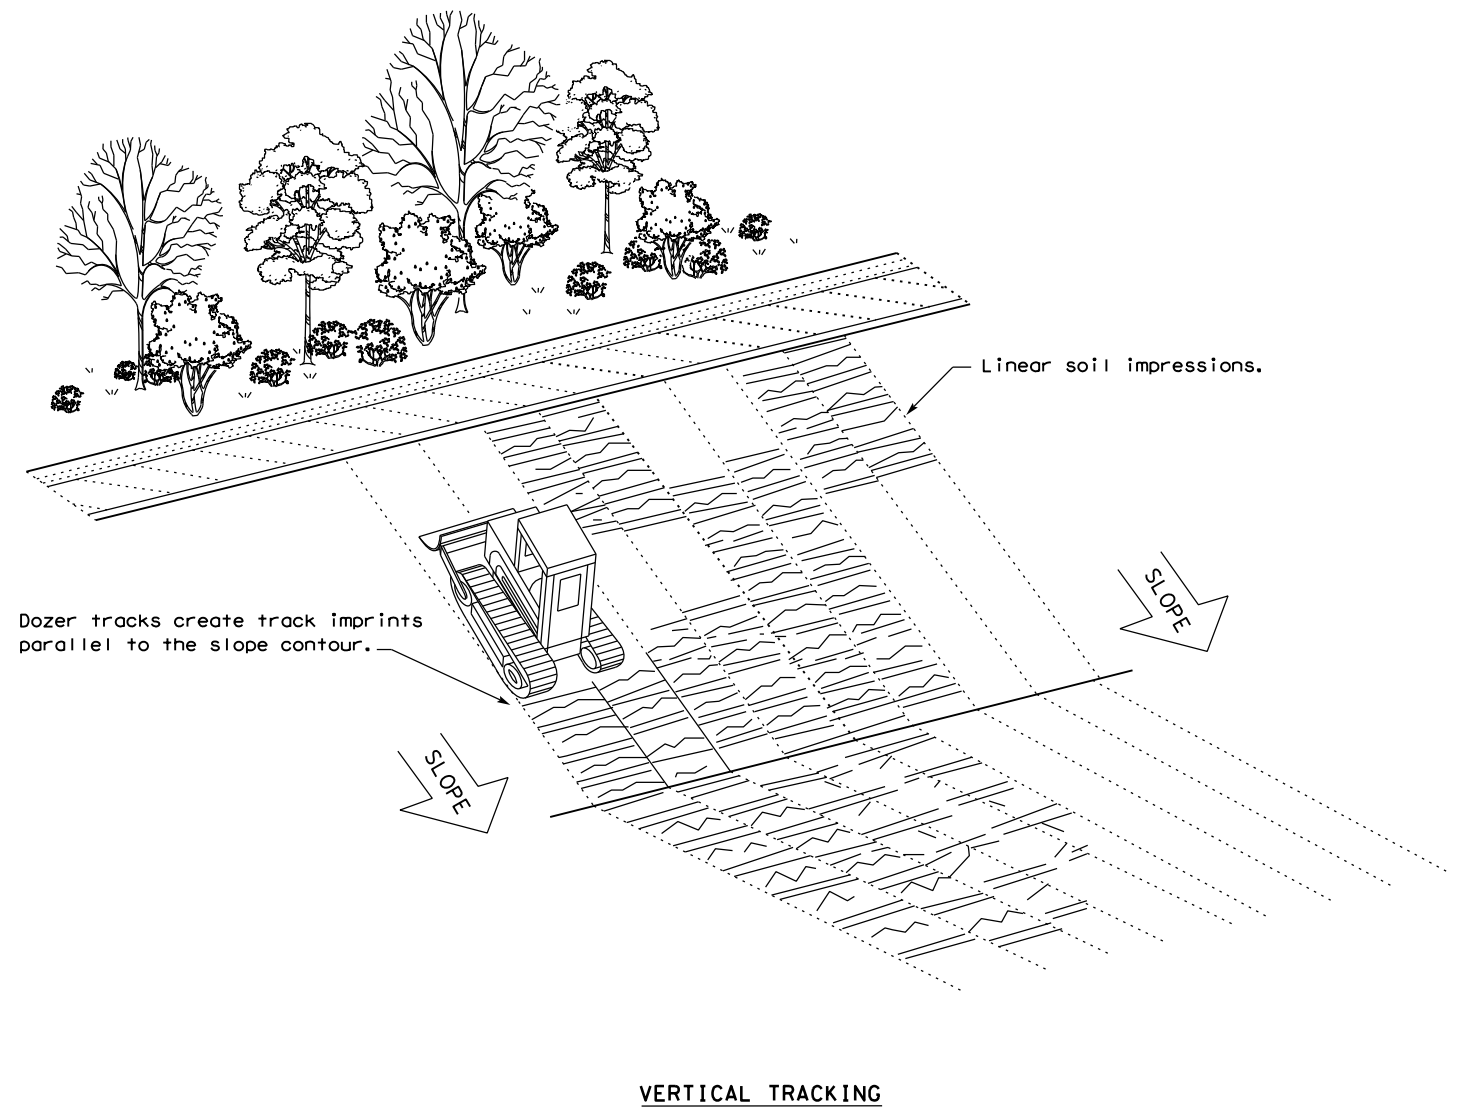 Linear soil impressions.
SLOPE
Dozer tracks create track imprints
parallel to the slope contour.
SLOPE
VERTICAL TRACKING